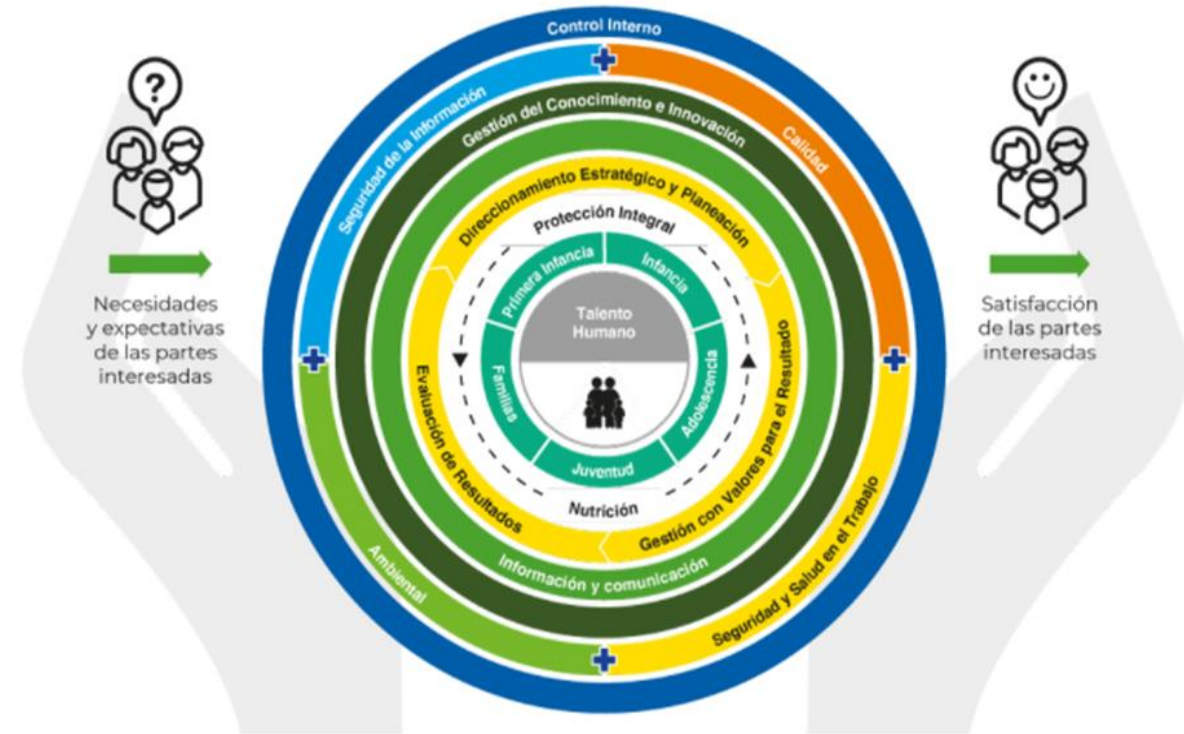 Control Interno
?
Seguridad de la Información
Calidad
Gestión del Conocimiento e Innovación
Direccionamiento Estratégico y Planeación
Protección Integral
Primera Infancia
Infancia
Talento
Humano
Necesidades
y expectativas
de las partes
interesadas
Satisfacción
de las partes
interesadas
Familias
Adolescencia
Evaluación de Resultados
Gestión con Valores para el Resultado
Juventud
Nutrición
Información y comunicación
Ambiental
Seguridad y Salud en el Trabajo